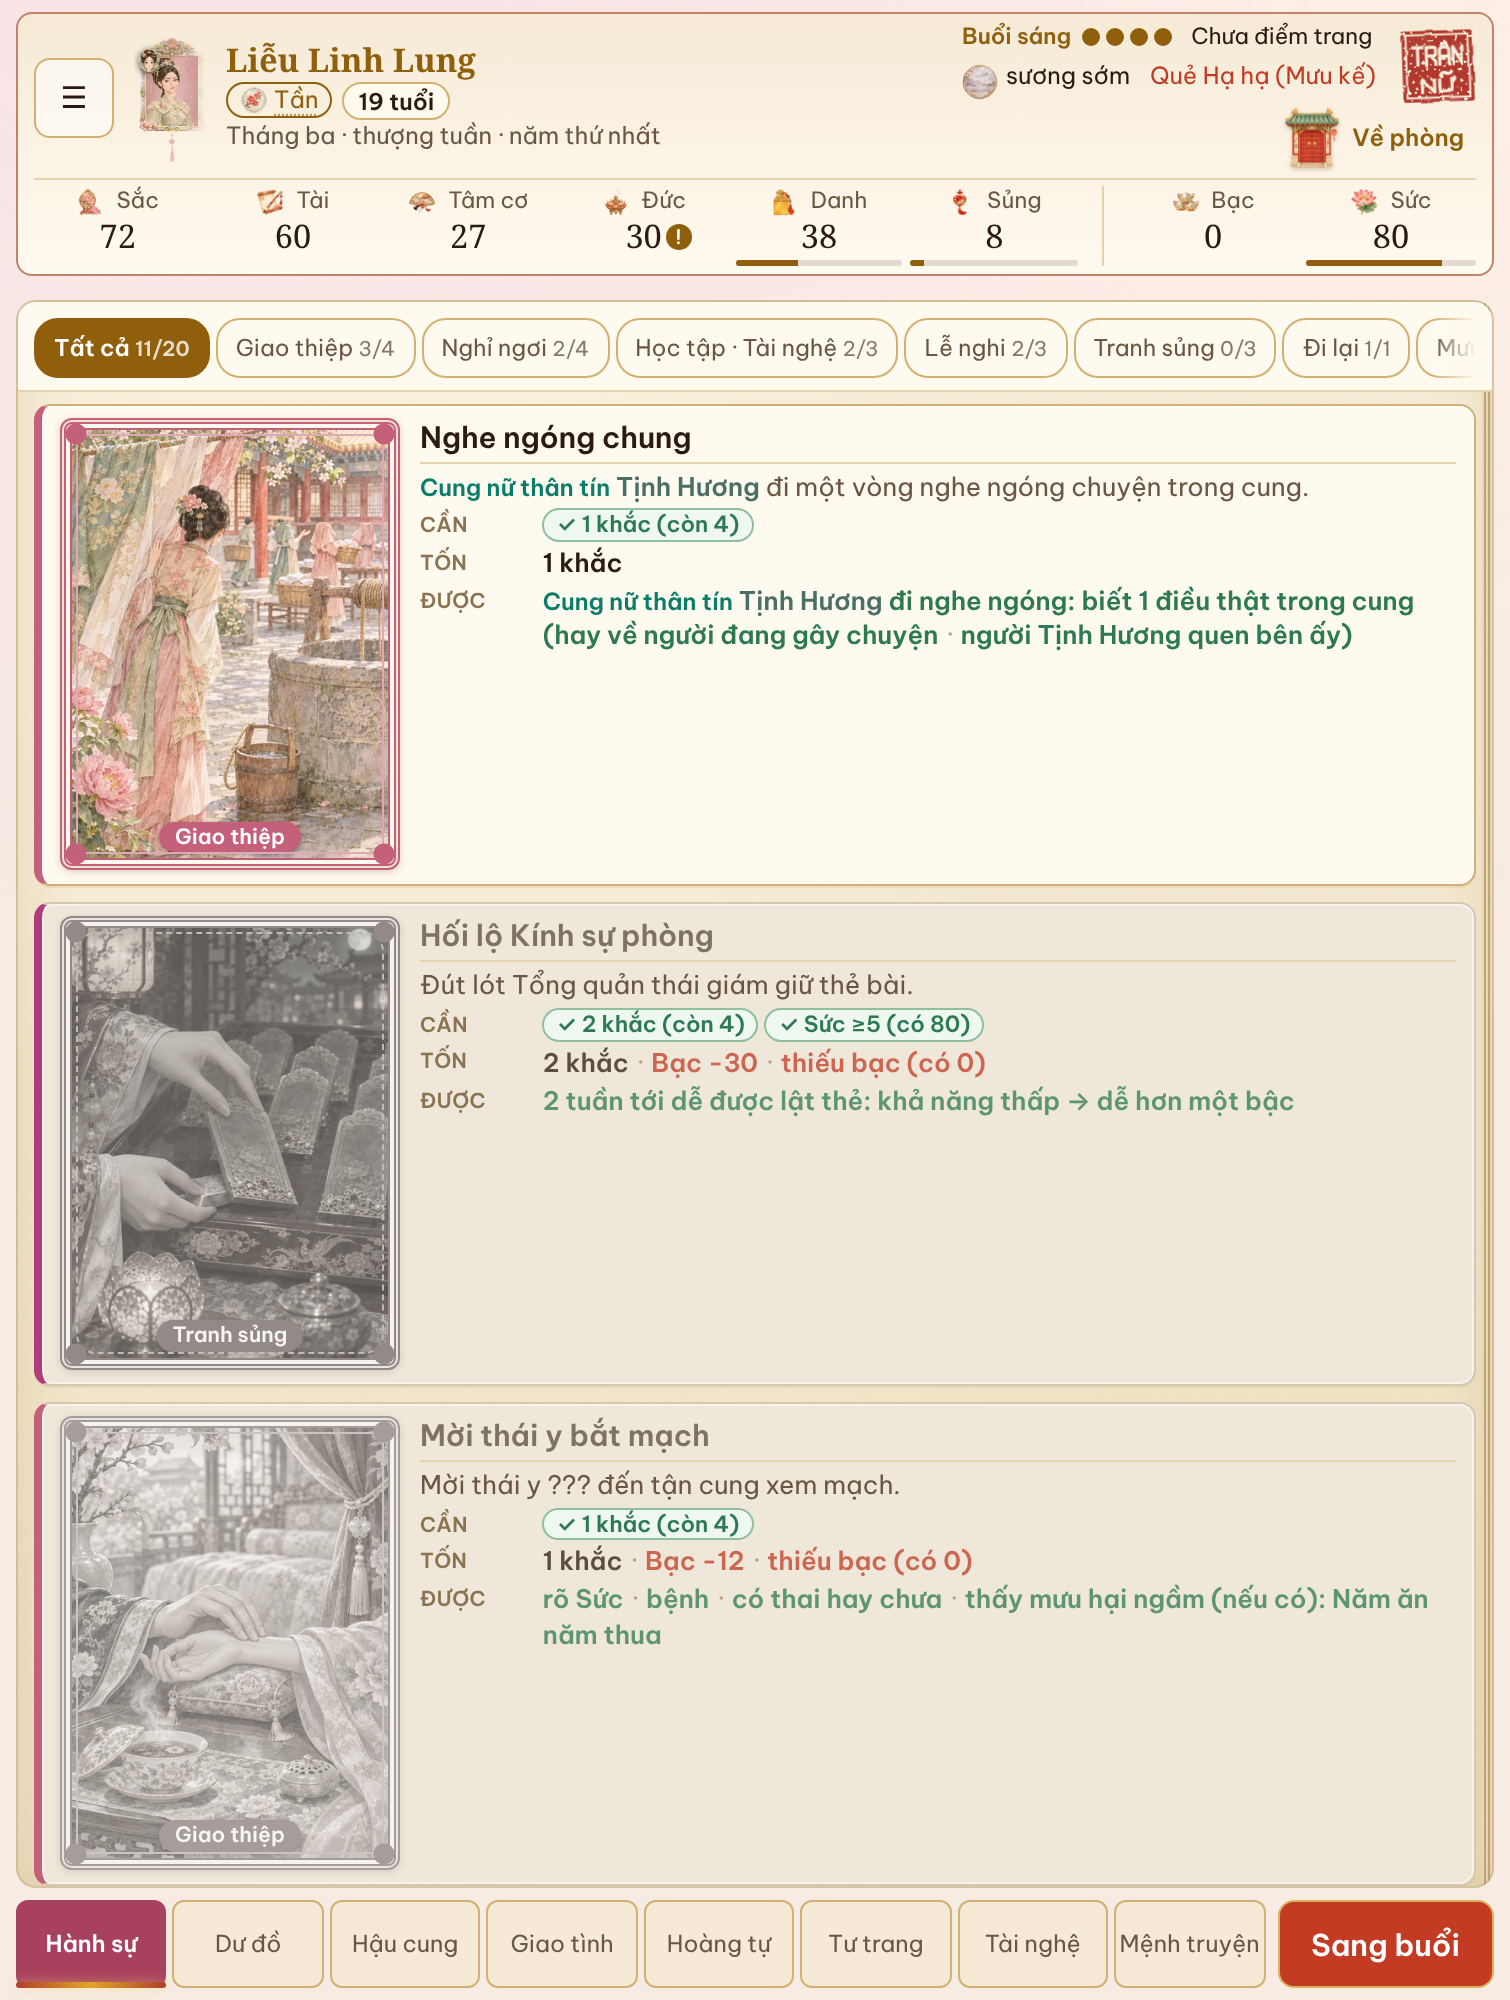 Liễu Linh Lung
Tần
19 tuổi
Tháng ba · thượng tuần · năm thứ nhất
Buổi sáng
Chưa điểm trang
sương sớm
Quẻ Hạ hạ (Mưu kế)
TRÂN NỮ
Về phòng
Sắc
72
Tài
60
Tâm cơ
27
Đức
30 !
Danh
38
Sủng
8
Bạc
0
Sức
80
Tất cả 11/20
Giao thiệp 3/4
Nghỉ ngơi 2/4
Học tập · Tài nghệ 2/3
Lễ nghi 2/3
Tranh sủng 0/3
Đi lại 1/1
Giao thiệp
Nghe ngóng chung
Cung nữ thân tín Tịnh Hương đi một vòng nghe ngóng chuyện trong cung.
CẦN ✓ 1 khắc (còn 4)
TỐN 1 khắc
ĐƯỢC Cung nữ thân tín Tịnh Hương đi nghe ngóng: biết 1 điều thật trong cung
(hay về người đang gây chuyện · người Tịnh Hương quen bên ấy)
Tranh sủng
Hối lộ Kính sự phòng
Đút lót Tổng quản thái giám giữ thẻ bài.
CẦN ✓ 2 khắc (còn 4) ✓ Sức ≥5 (có 80)
TỐN 2 khắc · Bạc -30 · thiếu bạc (có 0)
ĐƯỢC 2 tuần tới dễ được lật thẻ: khả năng thấp → dễ hơn một bậc
Giao thiệp
Mời thái y bắt mạch
Mời thái y ??? đến tận cung xem mạch.
CẦN ✓ 1 khắc (còn 4)
TỐN 1 khắc · Bạc -12 · thiếu bạc (có 0)
ĐƯỢC rõ Sức · bệnh · có thai hay chưa · thấy mưu hại ngầm (nếu có): Năm ăn
năm thua
Hành sự
Dư đồ
Hậu cung
Giao tình
Hoàng tự
Tư trang
Tài nghệ
Mệnh truyện
Sang buổi